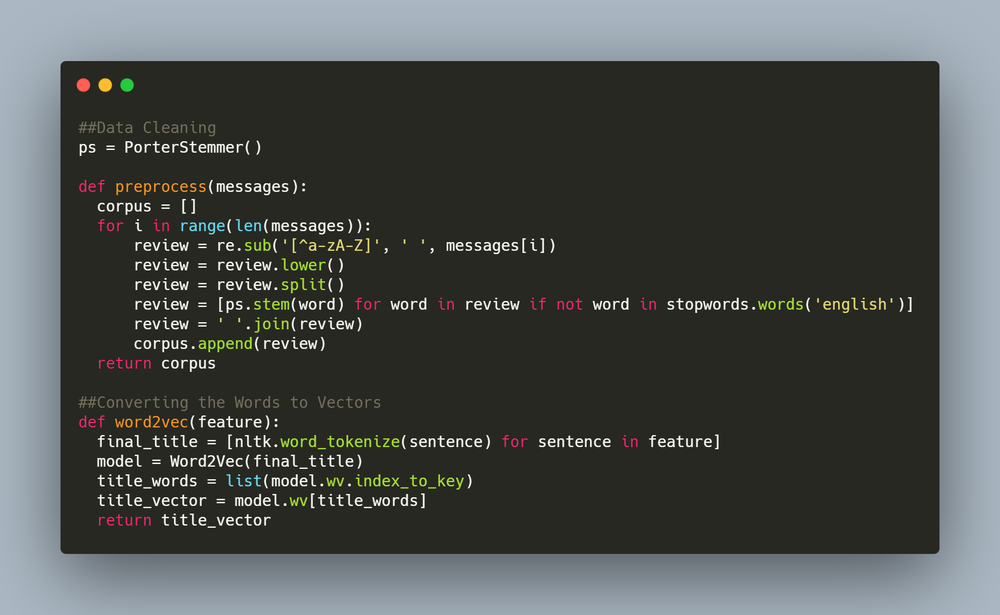 ##Data Cleaning
ps = PorterStemmer()

def preprocess(messages):
  corpus = []
  for i in range(len(messages)):
      review = re.sub('[^a-zA-Z]', ' ', messages[i])
      review = review.lower()
      review = review.split()
      review = [ps.stem(word) for word in review if not word in stopwords.words('english')]
      review = ' '.join(review)
      corpus.append(review)
  return corpus

##Converting the Words to Vectors
def word2vec(feature):
  final_title = [nltk.word_tokenize(sentence) for sentence in feature]
  model = Word2Vec(final_title)
  title_words = list(model.wv.index_to_key)
  title_vector = model.wv[title_words]
  return title_vector